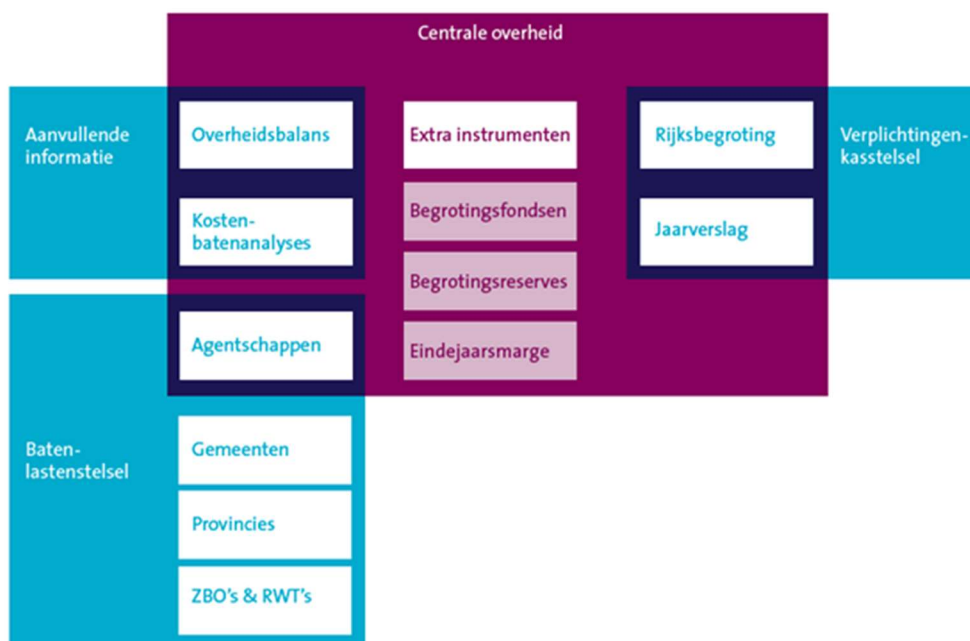 Centrale overheid
Aanvullende
informatie
Overheidsbalans
Kosten-
batenanalyses
Extra instrumenten
Begrotingsfondsen
Begrotingsreserves
Eindejaarsmarge
Rijksbegroting
Jaarverslag
Verplichtingen-
kasstelsel
Baten-
lastenstelsel
Agentschappen
Gemeenten
Provincies
ZBO's & RWT's